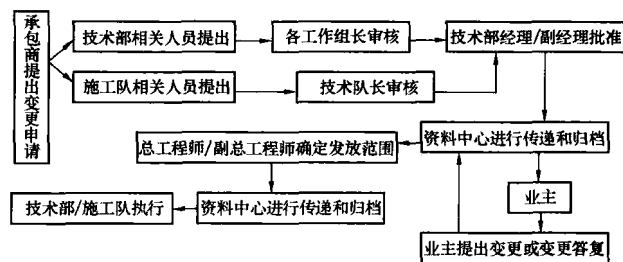 承包商提出变更申请
技术部相关人员提出
各工作组长审核
技术部经理/副经理批准
施工队相关人员提出
技术队长审核
总工程师/副总工程师确定发放范围
资料中心进行传递和归档
技术部/施工队执行
资料中心进行传递和归档
业主
业主提出变更或变更答复